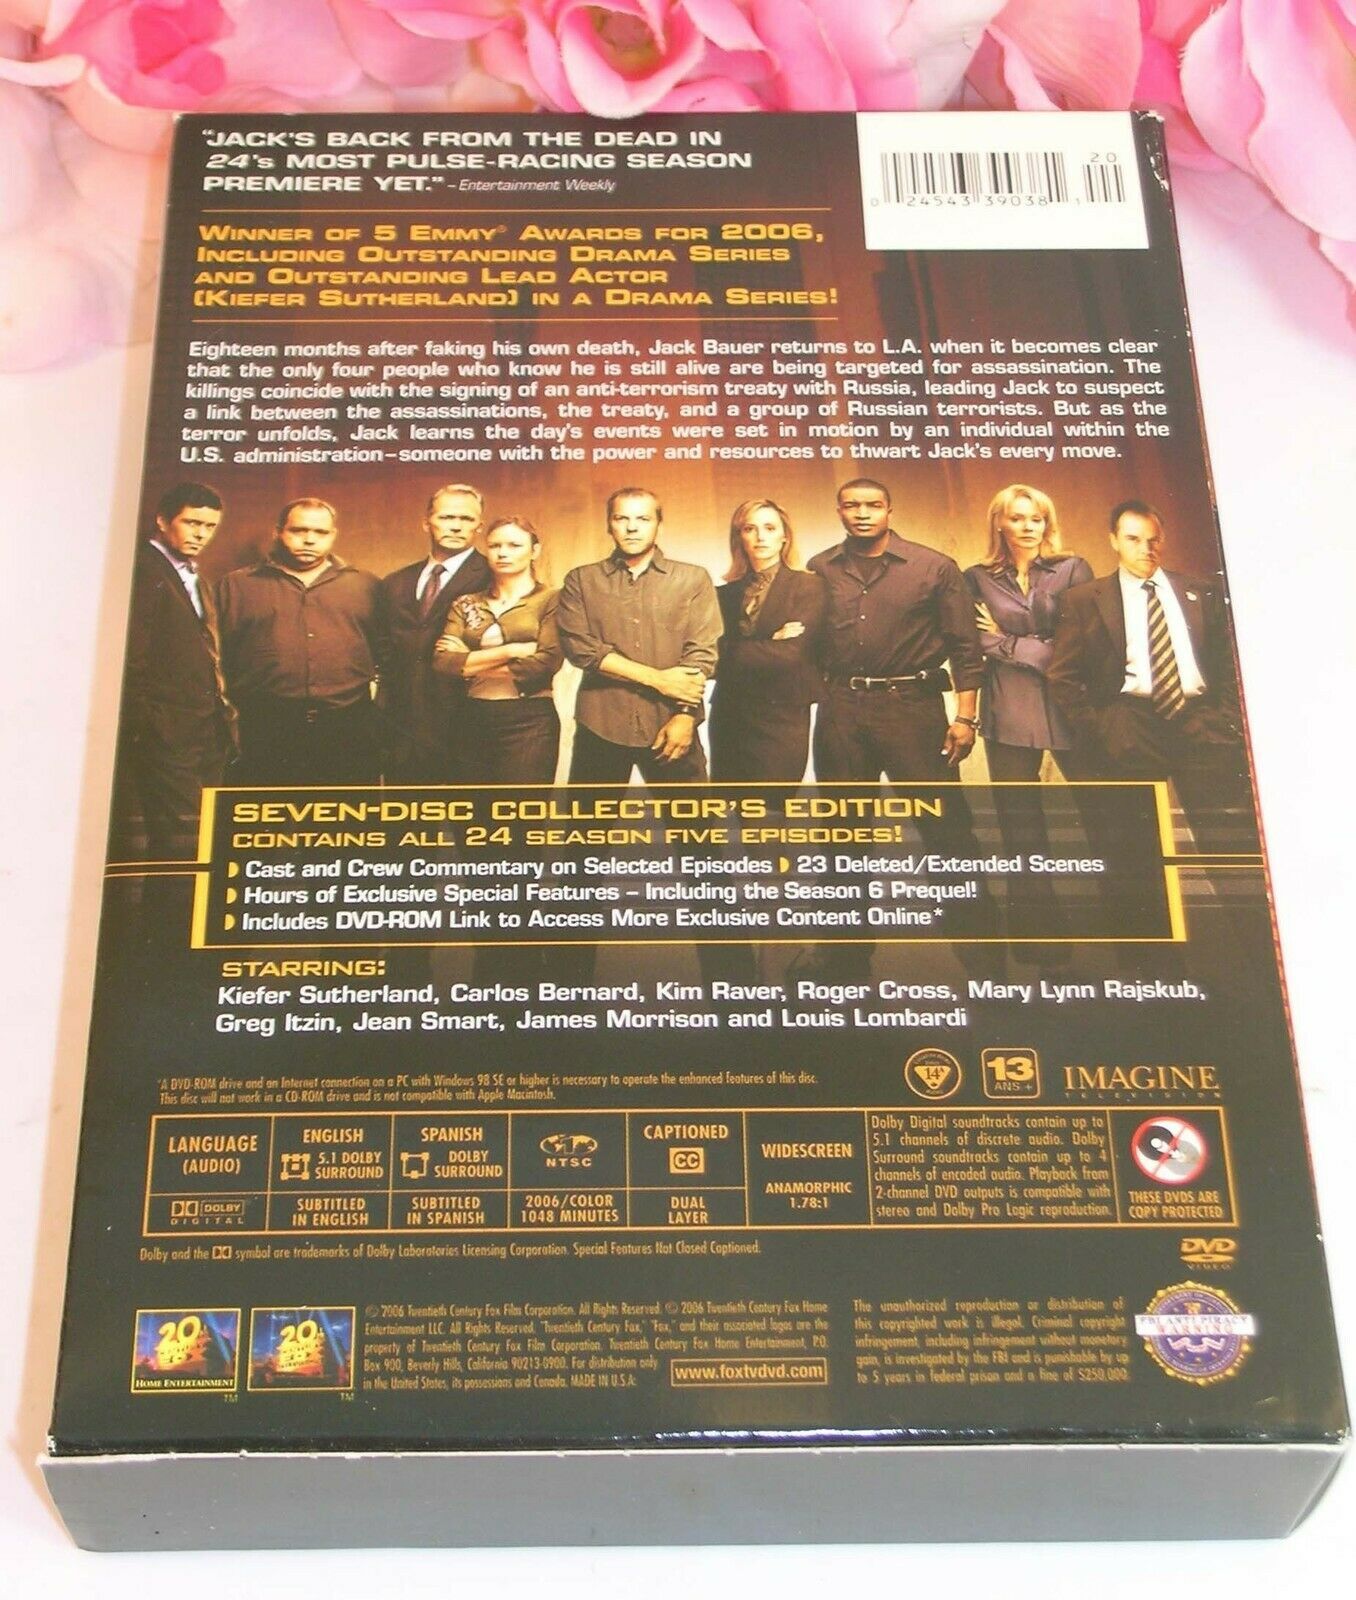 "JACK'S BACK FROM THE DEAD IN
24's MOST PULSE-RACING SEASON
PREMIERE YET." – Entertainment Weekly
20
0 24543 39038 1
WINNER OF 5 EMMY® AWARDS FOR 2006,
INCLUDING OUTSTANDING DRAMA SERIES
AND OUTSTANDING LEAD ACTOR
(KIEFER SUTHERLAND) IN A DRAMA SERIES!
Eighteen months after faking his own death, Jack Bauer returns to L.A. when it becomes clear
that the only four people who know he is still alive are being targeted for assassination. The
killings coincide with the signing of an anti-terrorism treaty with Russia, leading Jack to suspect
a link between the assassinations, the treaty, and a group of Russian terrorists. But as the
terror unfolds, Jack learns the day's events were set in motion by an individual within the
U.S. administration–someone with the power and resources to thwart Jack's every move.
SEVEN-DISC COLLECTOR'S EDITION
CONTAINS ALL 24 SEASON FIVE EPISODES!
Cast and Crew Commentary on Selected Episodes 23 Deleted/Extended Scenes
Hours of Exclusive Special Features – Including the Season 6 Prequel!
Includes DVD-ROM Link to Access More Exclusive Content Online*
STARRING:
Kiefer Sutherland, Carlos Bernard, Kim Raver, Roger Cross, Mary Lynn Rajskub,
Greg Itzin, Jean Smart, James Morrison and Louis Lombardi
*A DVD-ROM drive and an Internet connection on a PC with Windows 98 SE or higher is necessary to operate the enhanced features of this disc.
This disc will not work in a CD-ROM drive and is not compatible with Apple Macintosh.
14A
13
ANS +
IMAGINE
TELEVISION
LANGUAGE
(AUDIO)
DOLBY
DIGITAL
ENGLISH
5.1 DOLBY
SURROUND
SUBTITLED
IN ENGLISH
SPANISH
DOLBY
SURROUND
SUBTITLED
IN SPANISH
NTSC
2006/COLOR
1048 MINUTES
CAPTIONED
CC
DUAL
LAYER
WIDESCREEN
ANAMORPHIC
1.78:1
Dolby Digital soundtracks contain up to
5.1 channels of discrete audio. Dolby
Surround soundtracks contain up to 4
channels of encoded audio. Playback from
2-channel DVD outputs is compatible with
stereo and Dolby Pro Logic reproduction.
THESE DVDS ARE
COPY PROTECTED
Dolby and the DD symbol are trademarks of Dolby Laboratories Licensing Corporation. Special Features Not Closed Captioned.
DVD
VIDEO
HOME ENTERTAINMENT
TM
TM
© 2006 Twentieth Century Fox Film Corporation. All Rights Reserved. © 2006 Twentieth Century Fox Home
Entertainment LLC. All Rights Reserved. "Twentieth Century Fox," "Fox," and their associated logos are the
property of Twentieth Century Fox Film Corporation. Twentieth Century Fox Home Entertainment, P.O.
Box 900, Beverly Hills, California 90213-0900. For distribution only
in the United States, its possessions and Canada. MADE IN U.S.A.
www.foxtvdvd.com
The unauthorized reproduction or distribution of
this copyrighted work is illegal. Criminal copyright
infringement, including infringement without monetary
gain, is investigated by the FBI and is punishable by up
to 5 years in federal prison and a fine of $250,000.
FBI ANTI-PIRACY
WARNING